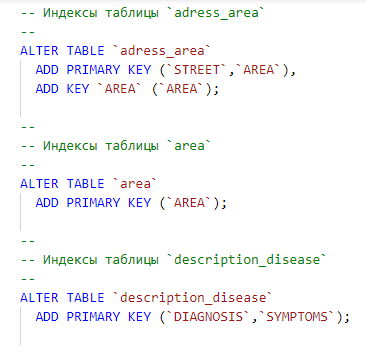 -- Индексы таблицы `adress_area`
--
ALTER TABLE `adress_area`
ADD PRIMARY KEY (`STREET`,`AREA`),
ADD KEY `AREA` (`AREA`);
--
-- Индексы таблицы `area`
--
ALTER TABLE `area`
ADD PRIMARY KEY (`AREA`);
--
-- Индексы таблицы `description_disease`
--
ALTER TABLE `description_disease`
ADD PRIMARY KEY (`DIAGNOSIS`,`SYMPTOMS`);